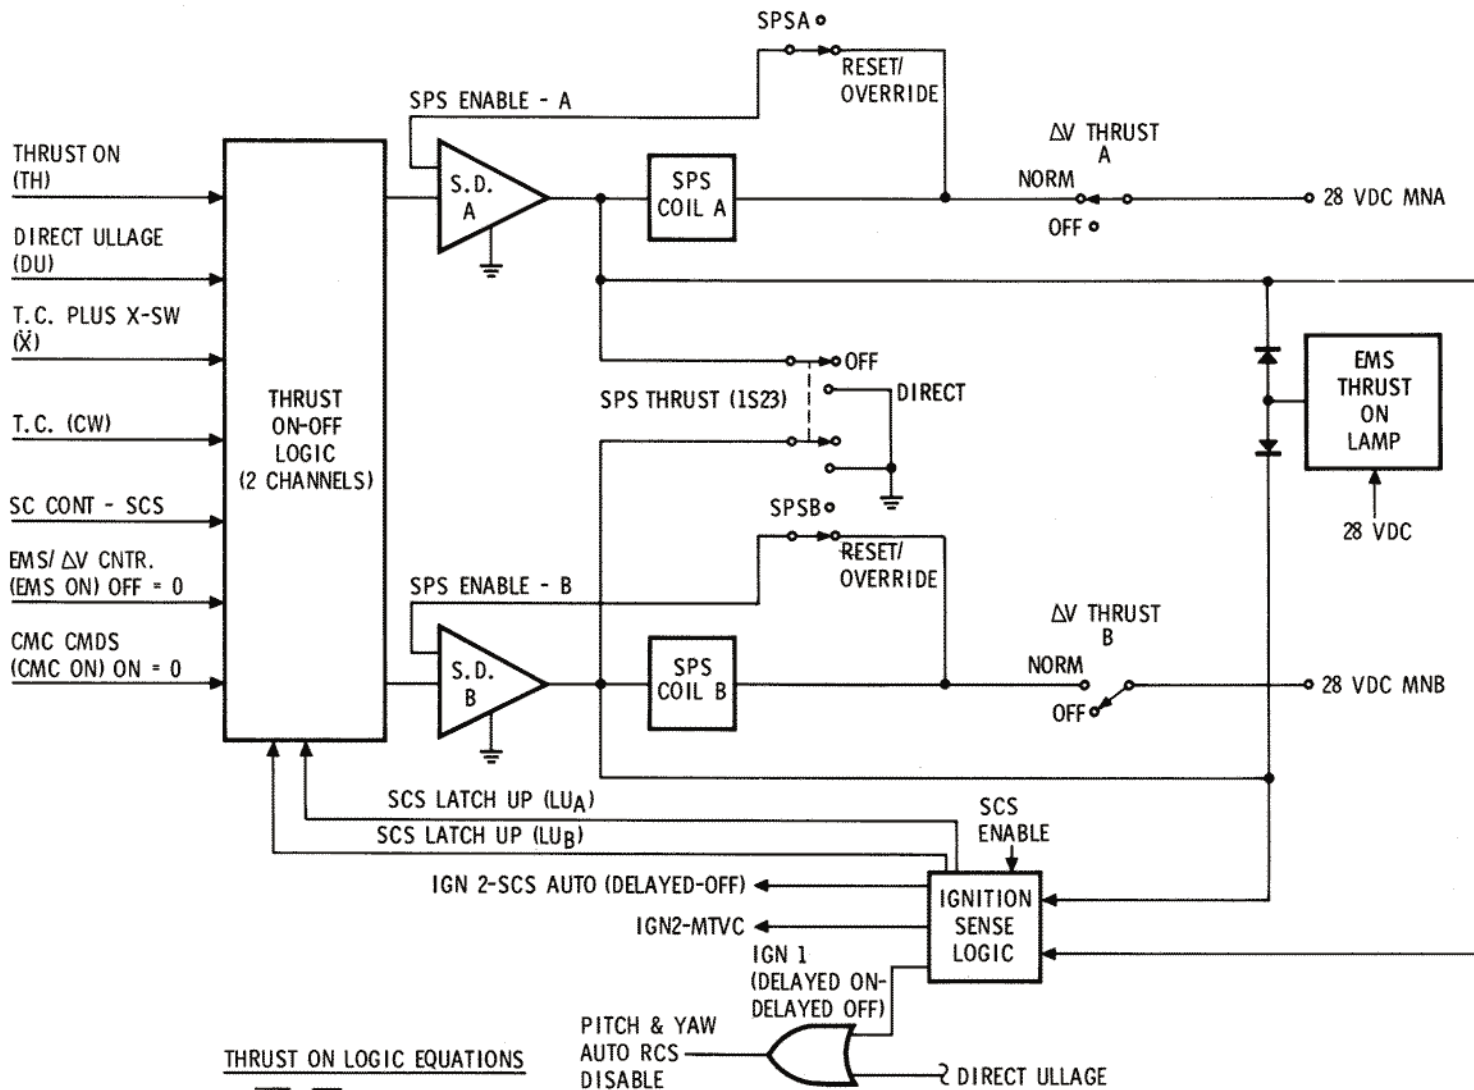 SPSA
RESET/
OVERRIDE
SPS ENABLE - A
ΔV THRUST
A
THRUST ON
(TH)
S.D.
A
SPS
COIL A
NORM
OFF
28 VDC MNA
DIRECT ULLAGE
(DU)
T.C. PLUS X-SW
(Ẍ)
OFF
DIRECT
SPS THRUST (1S23)
EMS
THRUST
ON
LAMP
28 VDC
THRUST
ON-OFF
LOGIC
(2 CHANNELS)
T.C. (CW)
SC CONT - SCS
SPSB
RESET/
OVERRIDE
EMS/ ΔV CNTR.
(EMS ON) OFF = 0
SPS ENABLE - B
ΔV THRUST
B
CMC CMDS
(CMC ON) ON = 0
S.D.
B
SPS
COIL B
NORM
OFF
28 VDC MNB
SCS LATCH UP (LUA)
SCS LATCH UP (LUB)
SCS
ENABLE
IGN 2-SCS AUTO (DELAYED-OFF)
IGN2-MTVC
IGNITION
SENSE
LOGIC
IGN 1
(DELAYED ON-
DELAYED OFF)
PITCH & YAW
AUTO RCS
DISABLE
DIRECT ULLAGE
THRUST ON LOGIC EQUATIONS